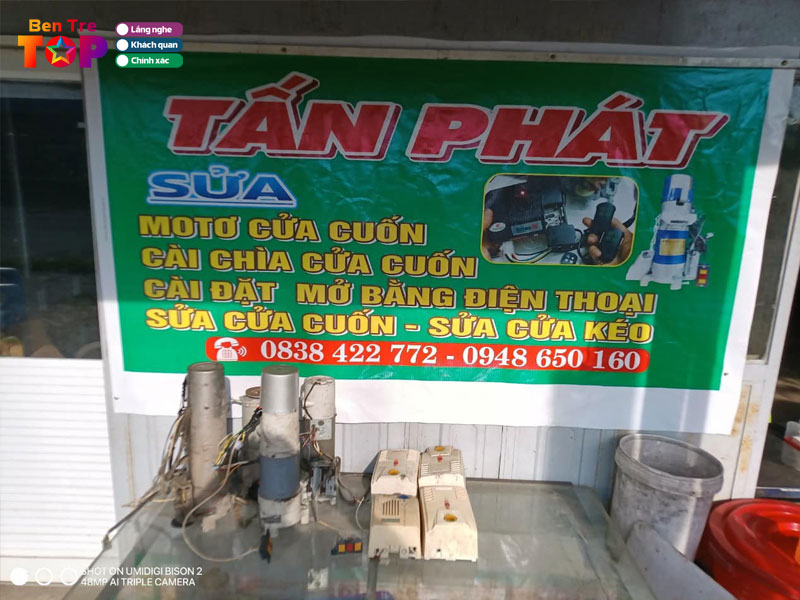 Ben Tre
TOP
Lắng nghe
Khách quan
Chính xác
TẤN PHÁT
SỬA
MOTƠ CỬA CUỐN
CÀI CHÌA CỬA CUỐN
CÀI ĐẶT MỞ BẰNG ĐIỆN THOẠI
SỬA CỬA CUỐN - SỬA CỬA KÉO
0838 422 772 - 0948 650 160
SHOT ON UMIDIGI BISON 2
48MP AI TRIPLE CAMERA